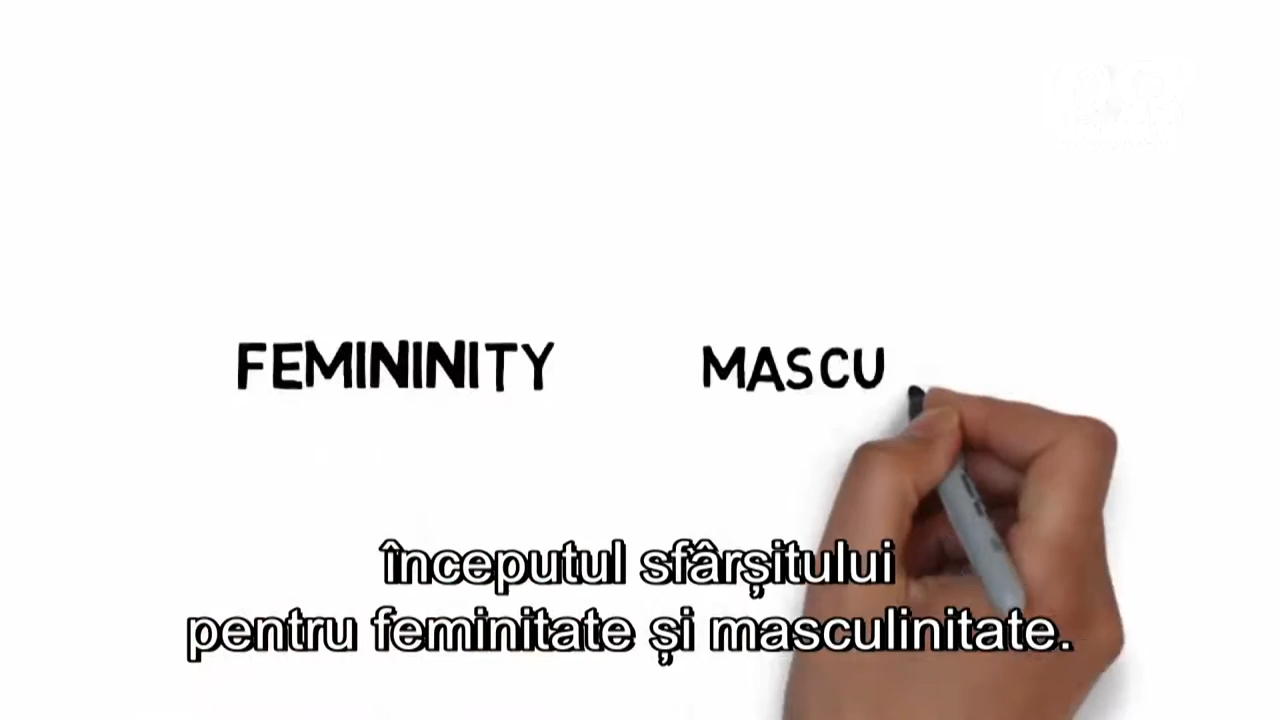 FEMININITY MASCU
începutul sfârșitului
pentru feminitate și masculinitate.